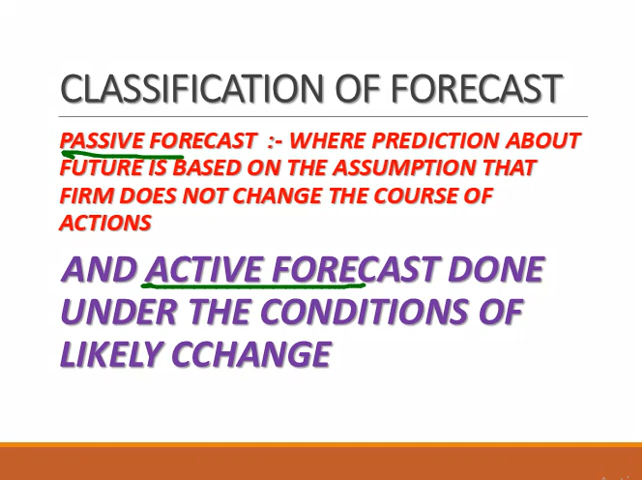 CLASSIFICATION OF FORECAST
PASSIVE FORECAST :- WHERE PREDICTION ABOUT
FUTURE IS BASED ON THE ASSUMPTION THAT
FIRM DOES NOT CHANGE THE COURSE OF
ACTIONS
AND ACTIVE FORECAST DONE
UNDER THE CONDITIONS OF
LIKELY CCHANGE